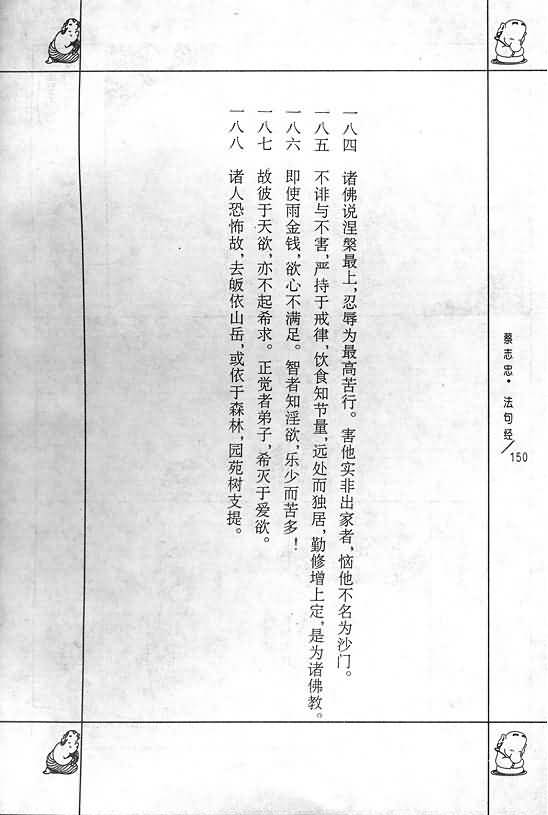 蔡志忠·法句经/150
一八四 诸佛说涅槃最上，忍辱为最高苦行。害他实非出家者，恼他不名为沙门。
一八五 不诽与不害，严持于戒律，饮食知节量，远处而独居，勤修增上定，是为诸佛教。
一八六 即使雨金钱，欲心不满足。智者知淫欲，乐少而苦多！
一八七 故彼于天欲，亦不起希求。正觉者弟子，希灭于爱欲。
一八八 诸人恐怖故，去皈依山岳，或依于森林，园苑树支提。